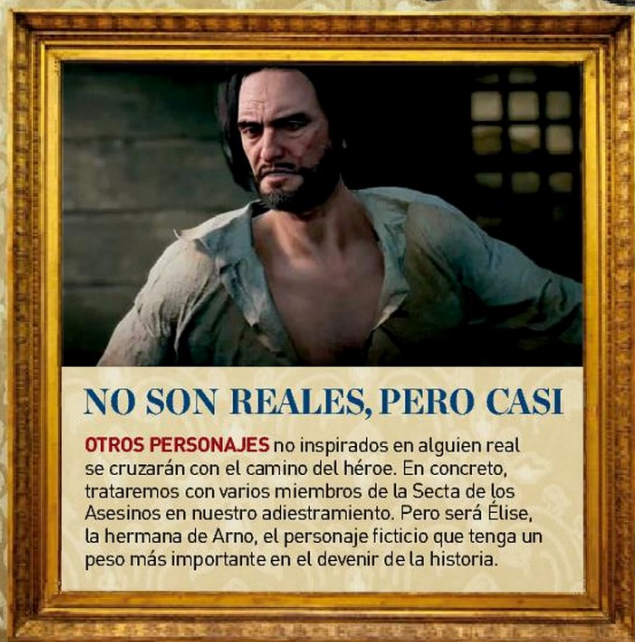 NO SON REALES, PERO CASI
OTROS PERSONAJES no inspirados en alguien real
se cruzarán con el camino del héroe. En concreto,
trataremos con varios miembros de la Secta de los
Asesinos en nuestro adiestramiento. Pero será Élise,
la hermana de Arno, el personaje ficticio que tenga un
peso más importante en el devenir de la historia.